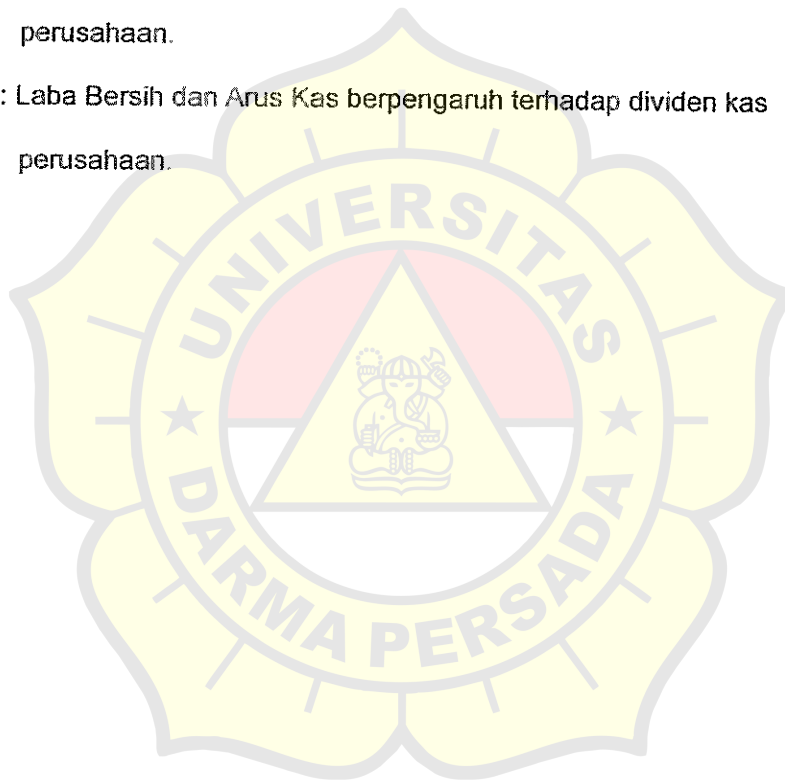 perusahaan.
: Laba Bersih dan Arus Kas berpengaruh terhadap dividen kas
perusahaan.
UNIVERSITAS
DARMA PERSADA